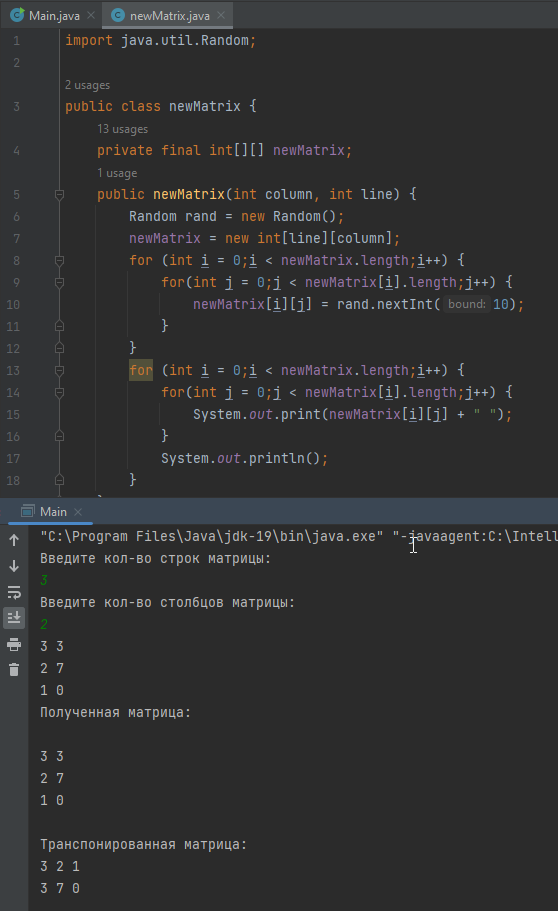 Main.java newMatrix.java
1 import java.util.Random;
2
2 usages
3 public class newMatrix {
13 usages
4 private final int[][] newMatrix;
1 usage
5 public newMatrix(int column, int line) {
6 Random rand = new Random();
7 newMatrix = new int[line][column];
8 for (int i = 0;i < newMatrix.length;i++) {
9 for(int j = 0;j < newMatrix[i].length;j++) {
10 newMatrix[i][j] = rand.nextInt( bound: 10);
11 }
12 }
13 for (int i = 0;i < newMatrix.length;i++) {
14 for(int j = 0;j < newMatrix[i].length;j++) {
15 System.out.print(newMatrix[i][j] + " ");
16 }
17 System.out.println();
18 }
Main
"C:\Program Files\Java\jdk-19\bin\java.exe" "-javaagent:C:\Intell
Введите кол-во строк матрицы:
3
Введите кол-во столбцов матрицы:
2
3 3
2 7
1 0
Полученная матрица:
3 3
2 7
1 0
Транспонированная матрица:
3 2 1
3 7 0